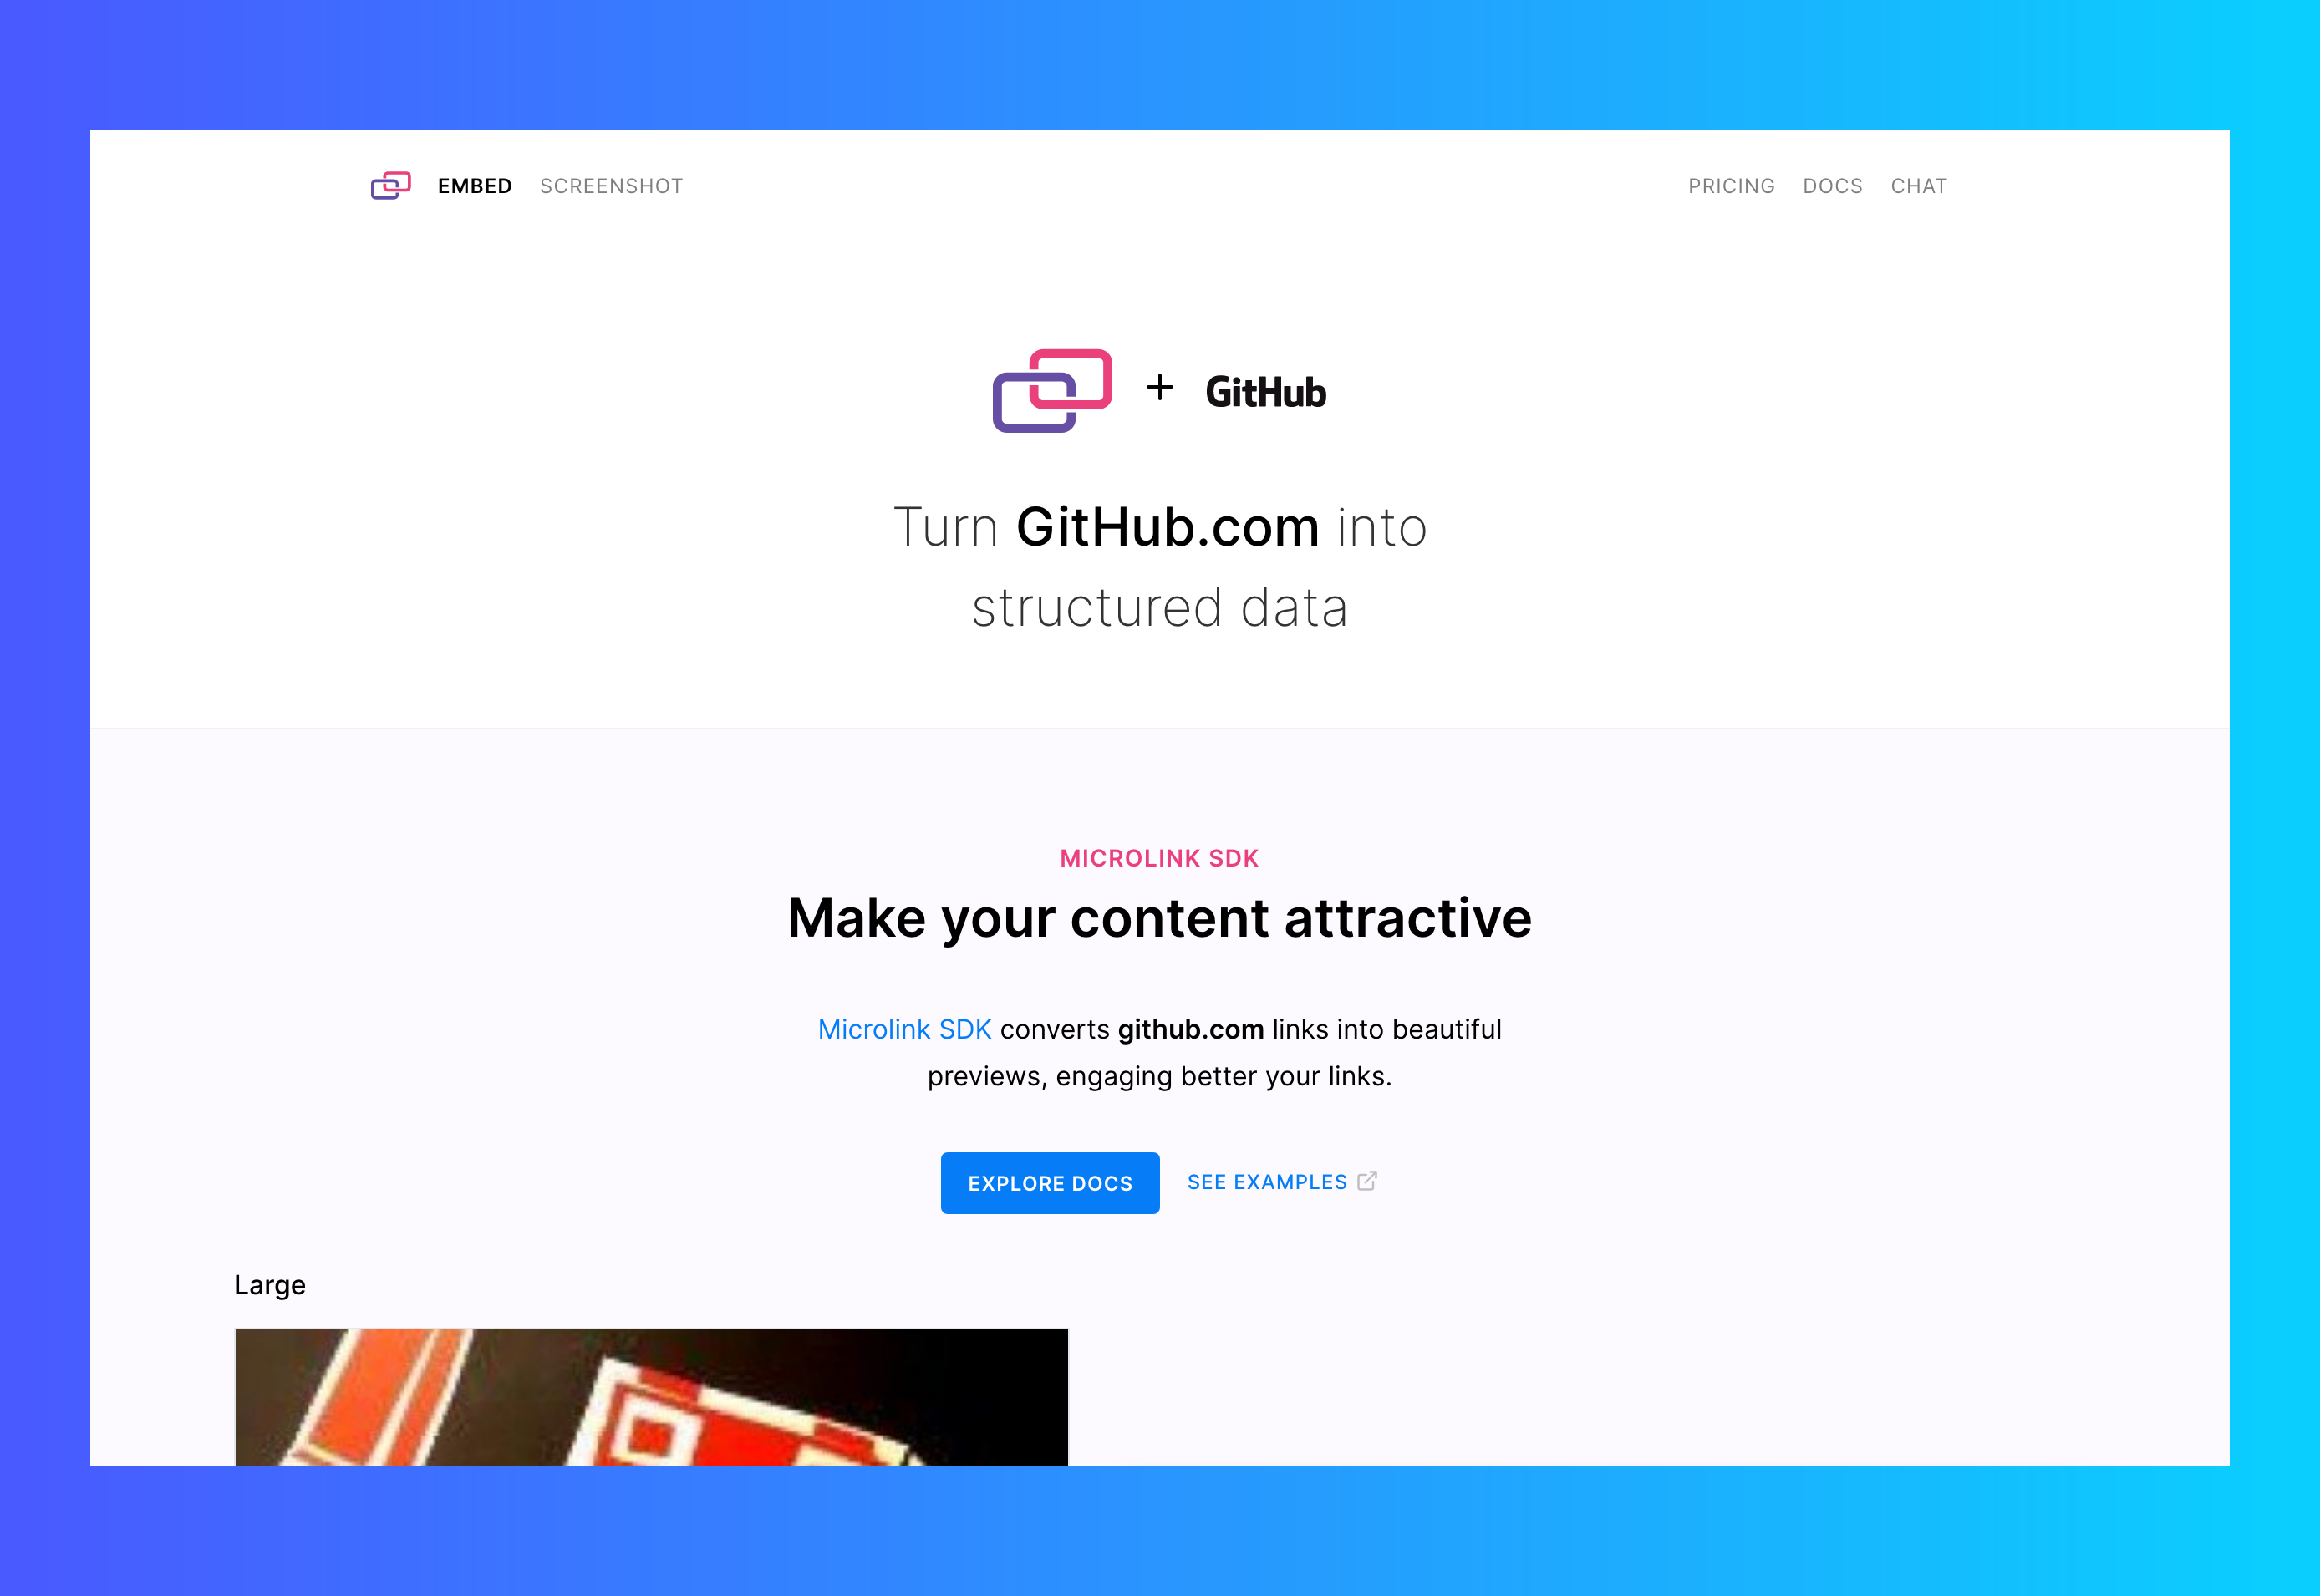 EMBED SCREENSHOT PRICING DOCS CHAT
+ GitHub
Turn GitHub.com into
structured data
MICROLINK SDK
Make your content attractive
Microlink SDK converts github.com links into beautiful
previews, engaging better your links.
EXPLORE DOCS SEE EXAMPLES
Large